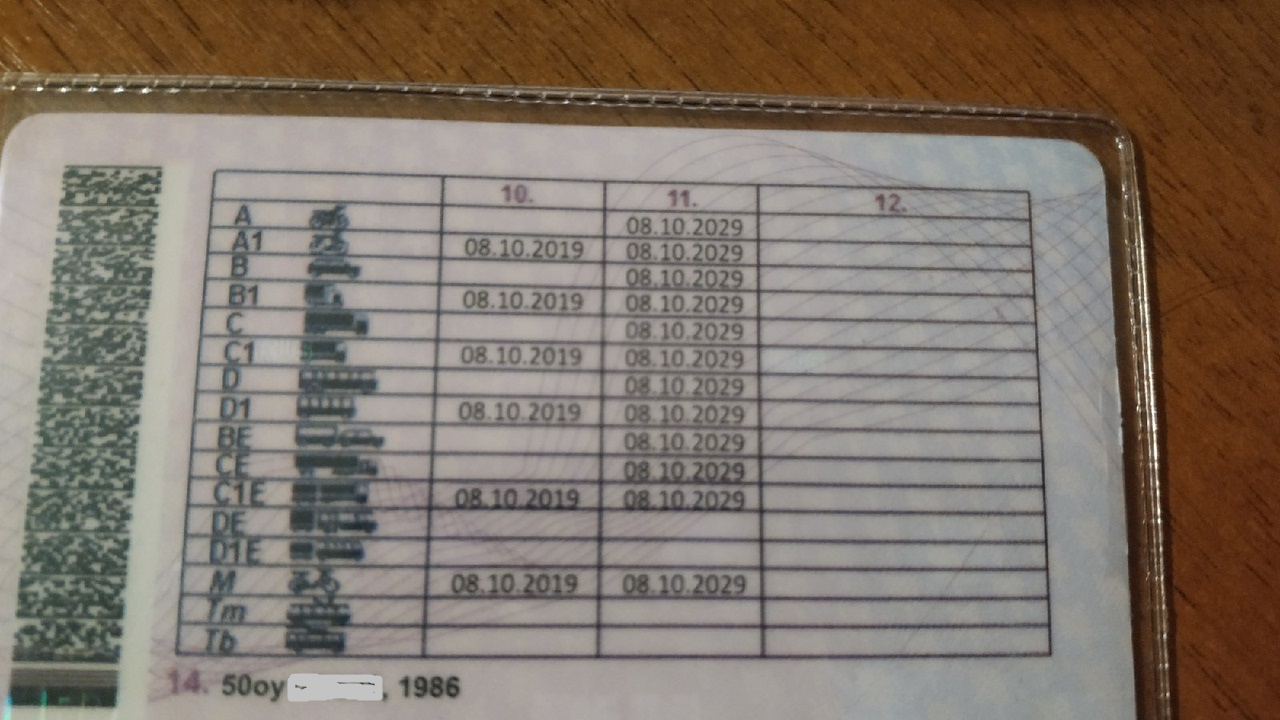 10. 11. 12.
A 08.10.2029
A1 08.10.2019 08.10.2029
B 08.10.2029
B1 08.10.2019 08.10.2029
C 08.10.2029
C1 08.10.2019 08.10.2029
D 08.10.2029
D1 08.10.2019 08.10.2029
BE 08.10.2029
CE 08.10.2029
C1E 08.10.2019 08.10.2029
DE
D1E
M 08.10.2019 08.10.2029
Tm
Tb
14. 50oy , 1986